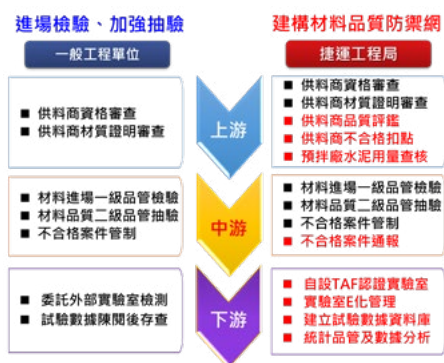 進場檢驗、加強抽驗
建構材料品質防禦網
一般工程單位
捷運工程局
■ 供料商資格審查
■ 供料商材質證明審查
上游
■ 供料商資格審查
■ 供料商材質證明審查
■ 供料商品質評鑑
■ 供料商不合格扣點
■ 預拌廠水泥用量查核
■ 材料進場一級品管檢驗
■ 材料品質二級品管抽驗
■ 不合格案件管制
中游
■ 材料進場一級品管檢驗
■ 材料品質二級品管抽驗
■ 不合格案件管制
■ 不合格案件通報
■ 委託外部實驗室檢測
■ 試驗數據陳閱後存查
下游
■ 自設TAF認證實驗室
■ 實驗室E化管理
■ 建立試驗數據資料庫
■ 統計品管及數據分析